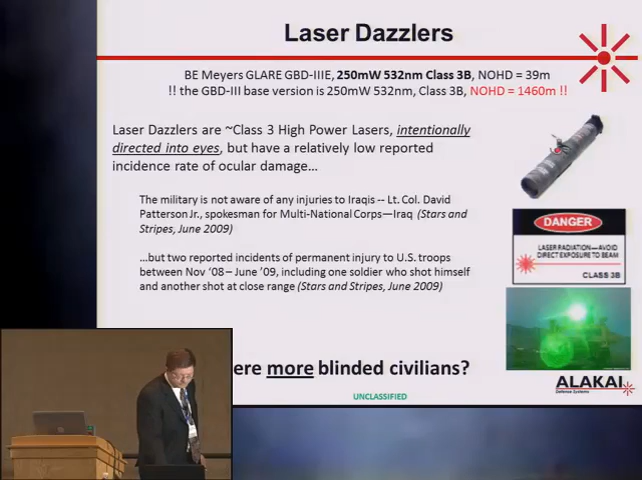 Laser Dazzlers
BE Meyers GLARE GBD-IIIE, 250mW 532nm Class 3B, NOHD = 39m
!! the GBD-III base version is 250mW 532nm, Class 3B, NOHD = 1460m !!
Laser Dazzlers are ~Class 3 High Power Lasers, intentionally
directed into eyes, but have a relatively low reported
incidence rate of ocular damage...
The military is not aware of any injuries to Iraqis -- Lt. Col. David
Patterson Jr., spokesman for Multi-National Corps—Iraq (Stars and
Stripes, June 2009)
...but two reported incidents of permanent injury to U.S. troops
between Nov '08 – June '09, including one soldier who shot himself
and another shot at close range (Stars and Stripes, June 2009)
DANGER
LASER RADIATION—AVOID
DIRECT EXPOSURE TO BEAM
CLASS 3B
ere more blinded civilians?
ALAKAI
Defense Systems
UNCLASSIFIED